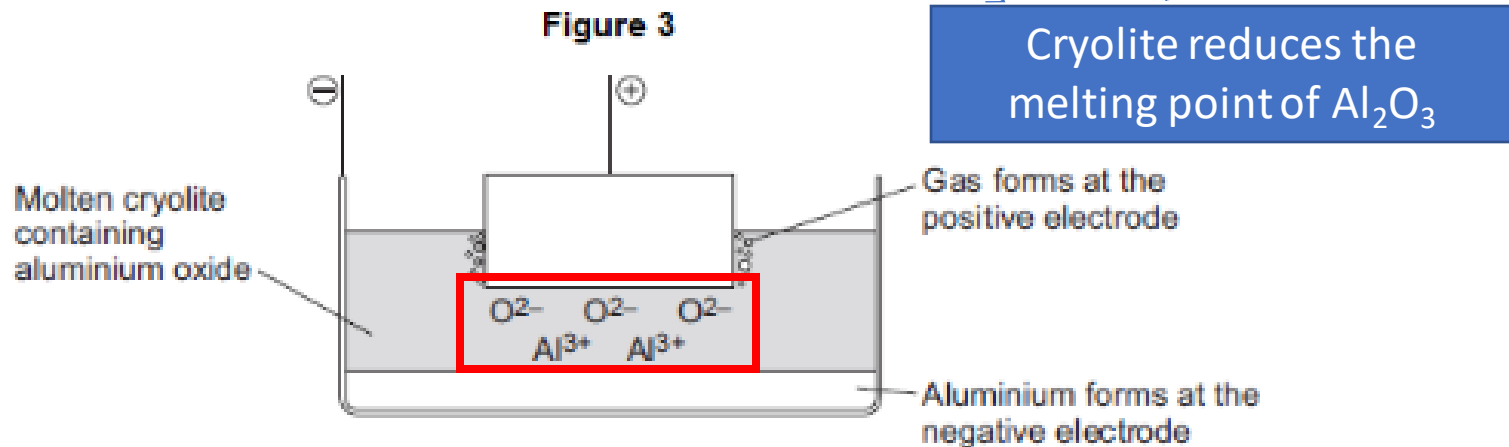 Figure 3
Cryolite reduces the
melting point of Al₂O₃
⊖
⊕
Molten cryolite
containing
aluminium oxide
Gas forms at the
positive electrode
O²⁻ O²⁻ O²⁻
Al³⁺ Al³⁺
Aluminium forms at the
negative electrode